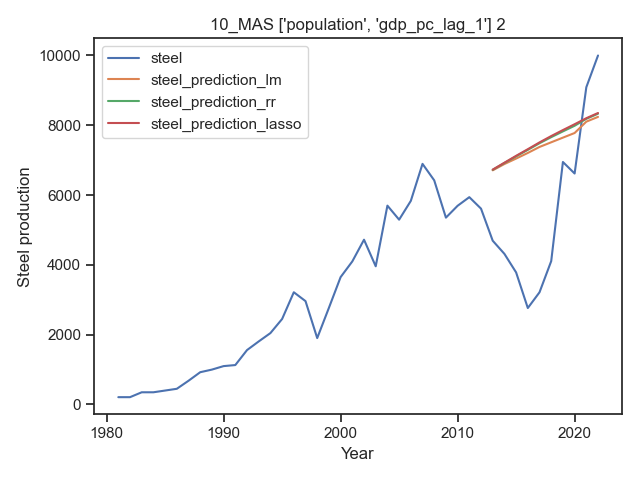 10_MAS ['population', 'gdp_pc_lag_1'] 2
steel
steel_prediction_lm
steel_prediction_rr
steel_prediction_lasso
Steel production
10000
8000
6000
4000
2000
0
1980
1990
2000
2010
2020
Year